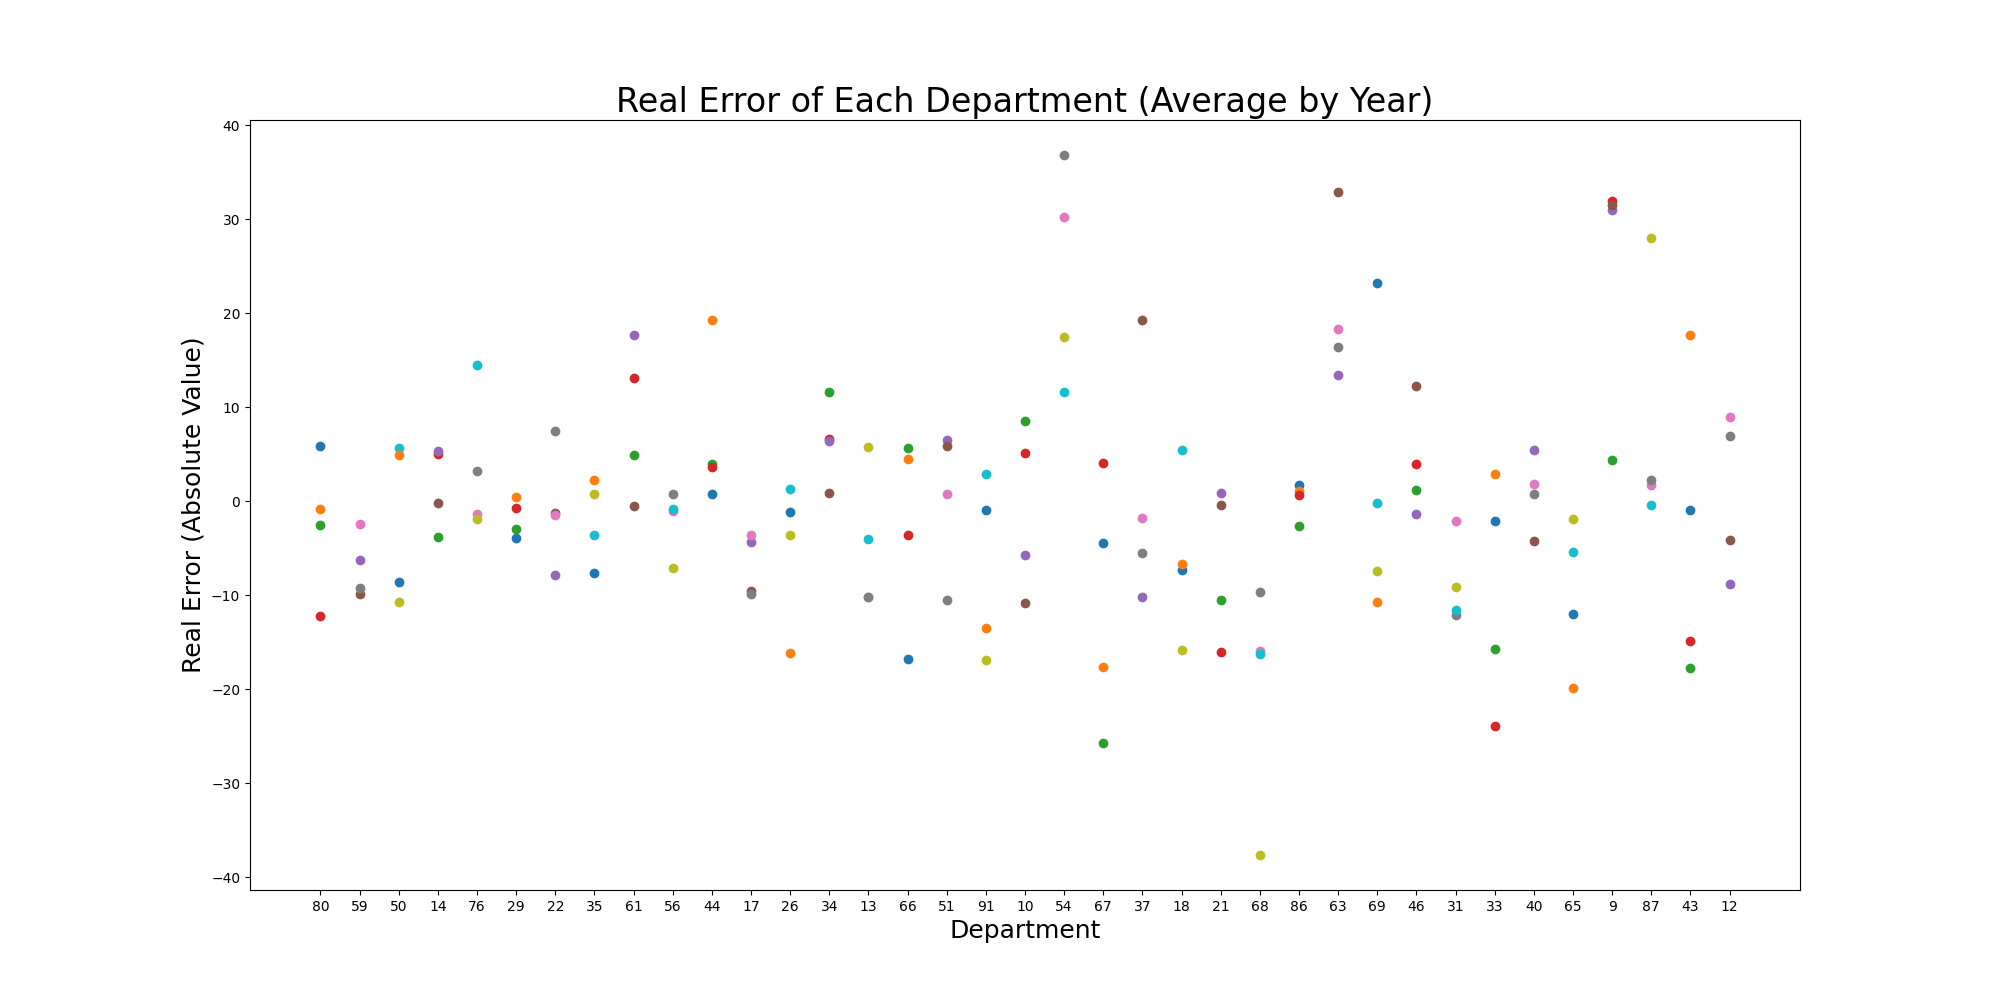 Real Error of Each Department (Average by Year)
Real Error (Absolute Value)
40
30
20
10
0
−10
−20
−30
−40
80 59 50 14 76 29 22 35 61 56 44 17 26 34 13 66 51 91 10 54 67 37 18 21 68 86 63 69 46 31 33 40 65 9 87 43 12
Department